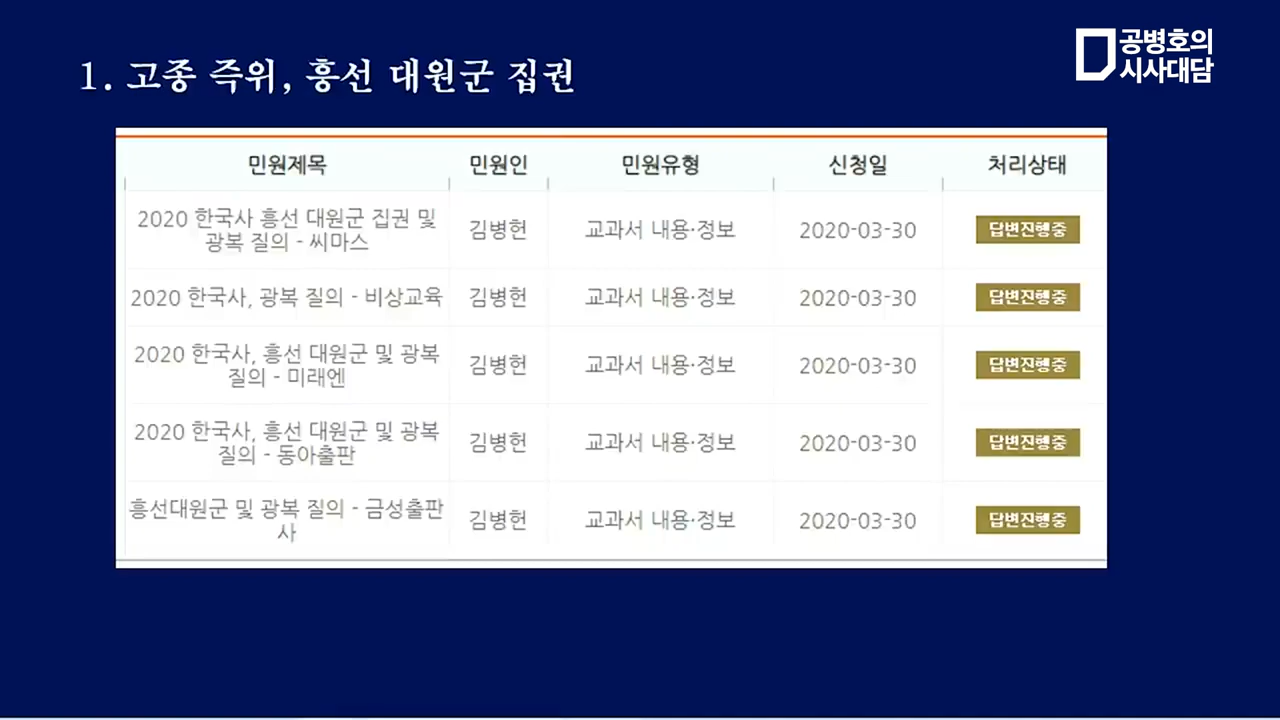 1. 고종 즉위, 흥선 대원군 집권
공병호의
시사대담
민원제목 민원인 민원유형 신청일 처리상태
2020 한국사 흥선 대원군 집권 및
광복 질의 - 씨마스
김병헌 교과서 내용·정보 2020-03-30 답변진행중
2020 한국사, 광복 질의 - 비상교육 김병헌 교과서 내용·정보 2020-03-30 답변진행중
2020 한국사, 흥선 대원군 및 광복
질의 - 미래엔
김병헌 교과서 내용·정보 2020-03-30 답변진행중
2020 한국사, 흥선 대원군 및 광복
질의 - 동아출판
김병헌 교과서 내용·정보 2020-03-30 답변진행중
흥선대원군 및 광복 질의 - 금성출판
사
김병헌 교과서 내용·정보 2020-03-30 답변진행중